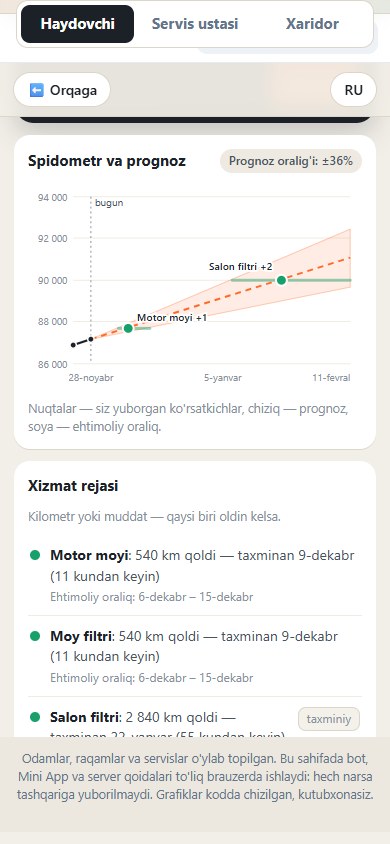 Haydovchi
Servis ustasi
Xaridor
Orqaga
RU
Spidometr va prognoz
Prognoz oralig'i: ±36%
94 000
bugun
92 000
Salon filtri +2
90 000
Motor moyi +1
88 000
86 000
28-noyabr
5-yanvar
11-fevral
Nuqtalar — siz yuborgan ko'rsatkichlar, chiziq — prognoz,
soya — ehtimoliy oraliq.
Xizmat rejasi
Kilometr yoki muddat — qaysi biri oldin kelsa.
Motor moyi: 540 km qoldi — taxminan 9-dekabr
(11 kundan keyin)
Ehtimoliy oraliq: 6-dekabr – 15-dekabr
Moy filtri: 540 km qoldi — taxminan 9-dekabr
(11 kundan keyin)
Ehtimoliy oraliq: 6-dekabr – 15-dekabr
Salon filtri: 2 840 km qoldi —
taxminiy
taxminan 22-yanvar (55 kundan keyin)
Odamlar, raqamlar va servislar o'ylab topilgan. Bu sahifada bot,
Mini App va server qoidalari to'liq brauzerda ishlaydi: hech narsa
tashqariga yuborilmaydi. Grafiklar kodda chizilgan, kutubxonasiz.